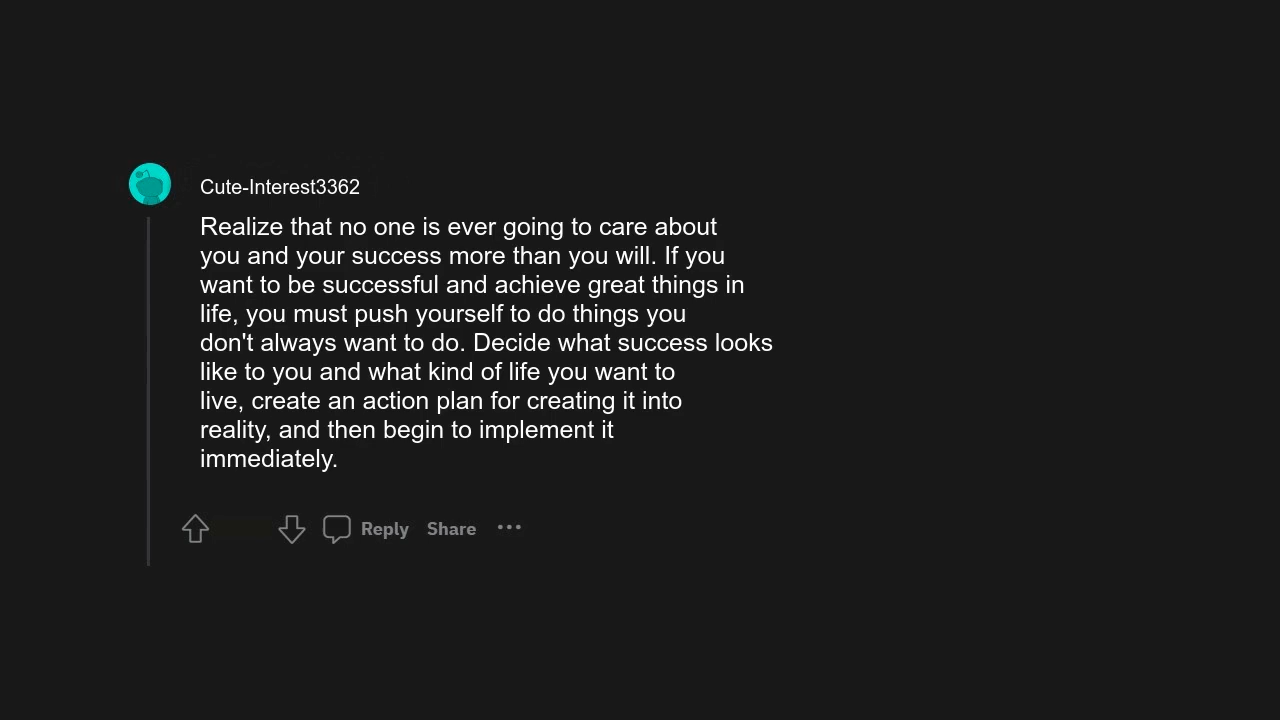 Cute-Interest3362
Realize that no one is ever going to care about
you and your success more than you will. If you
want to be successful and achieve great things in
life, you must push yourself to do things you
don't always want to do. Decide what success looks
like to you and what kind of life you want to
live, create an action plan for creating it into
reality, and then begin to implement it
immediately.
Reply Share